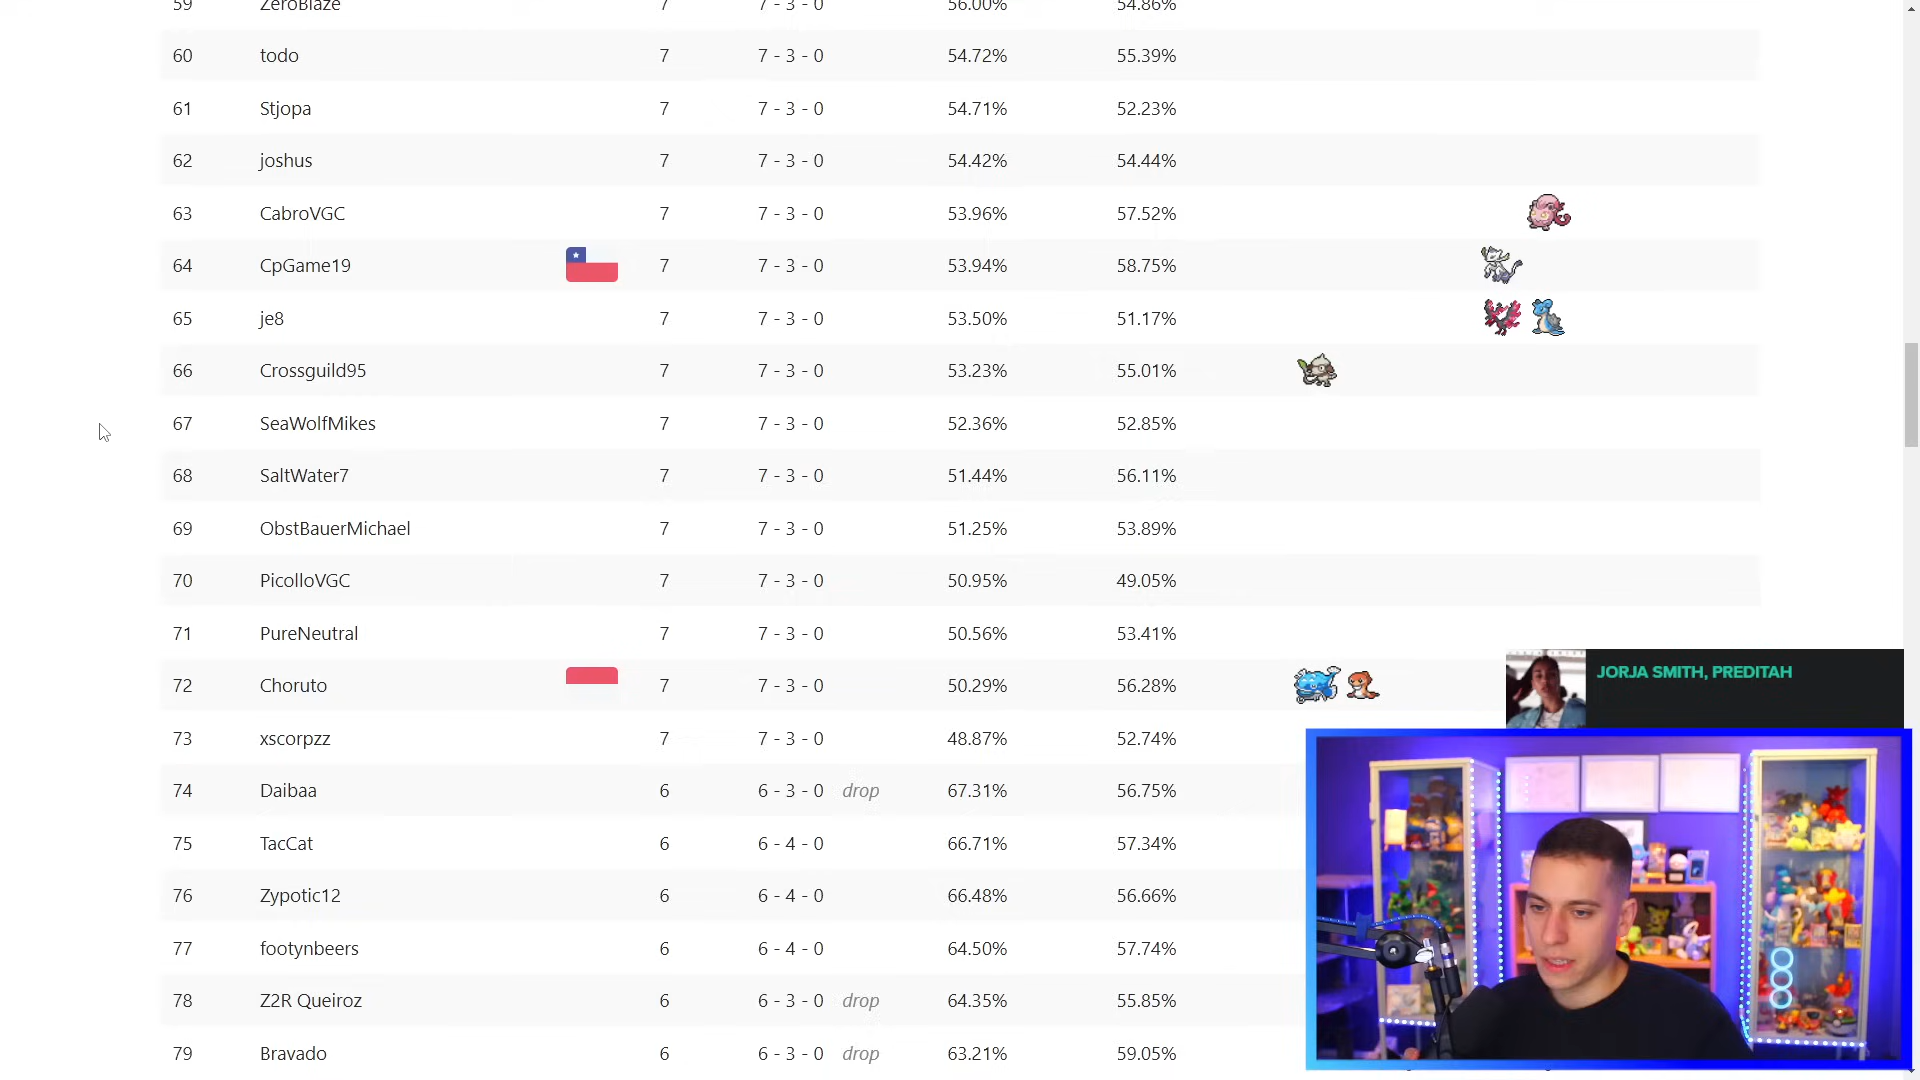 59 ZeroBlaze 7 7 - 3 - 0 56.00% 54.86%
60 todo 7 7 - 3 - 0 54.72% 55.39%
61 Stjopa 7 7 - 3 - 0 54.71% 52.23%
62 joshus 7 7 - 3 - 0 54.42% 54.44%
63 CabroVGC 7 7 - 3 - 0 53.96% 57.52%
64 CpGame19 7 7 - 3 - 0 53.94% 58.75%
65 je8 7 7 - 3 - 0 53.50% 51.17%
66 Crossguild95 7 7 - 3 - 0 53.23% 55.01%
67 SeaWolfMikes 7 7 - 3 - 0 52.36% 52.85%
68 SaltWater7 7 7 - 3 - 0 51.44% 56.11%
69 ObstBauerMichael 7 7 - 3 - 0 51.25% 53.89%
70 PicolloVGC 7 7 - 3 - 0 50.95% 49.05%
71 PureNeutral 7 7 - 3 - 0 50.56% 53.41%
72 Choruto 7 7 - 3 - 0 50.29% 56.28%
JORJA SMITH, PREDITAH
73 xscorpzz 7 7 - 3 - 0 48.87% 52.74%
74 Daibaa 6 6 - 3 - 0 drop 67.31% 56.75%
75 TacCat 6 6 - 4 - 0 66.71% 57.34%
76 Zypotic12 6 6 - 4 - 0 66.48% 56.66%
77 footynbeers 6 6 - 4 - 0 64.50% 57.74%
78 Z2R Queiroz 6 6 - 3 - 0 drop 64.35% 55.85%
79 Bravado 6 6 - 3 - 0 drop 63.21% 59.05%